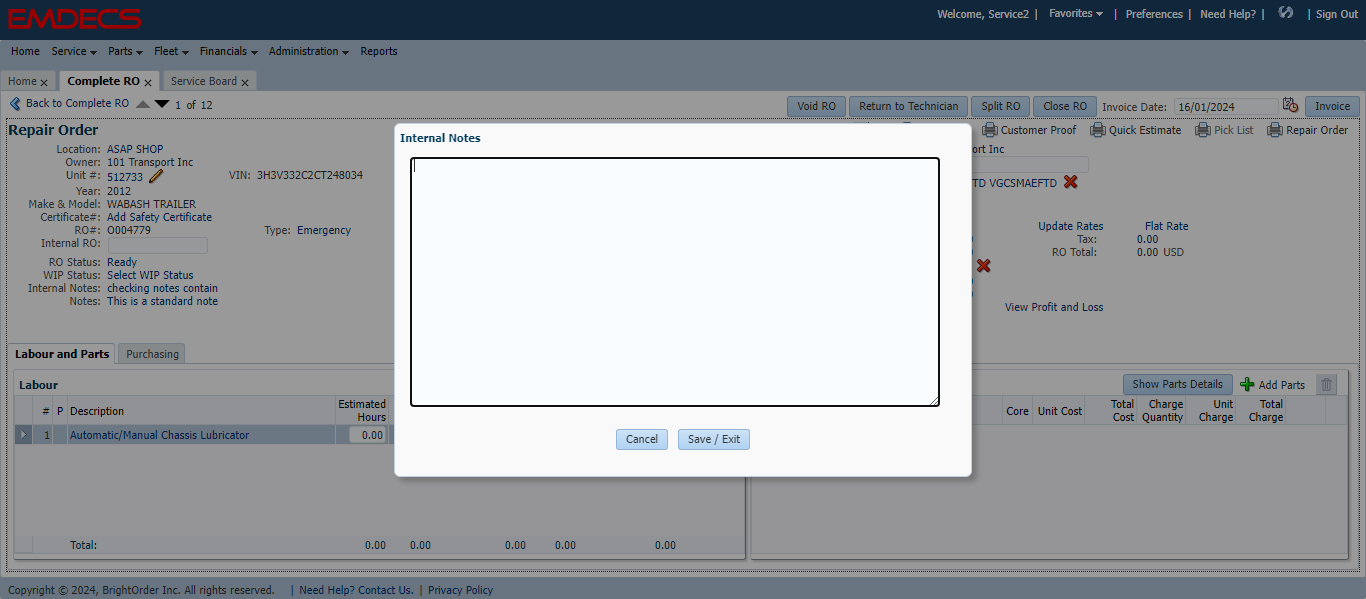 EMDECS
Welcome, Service2 | Favorites | Preferences | Need Help? | | Sign Out
Home Service Parts Fleet Financials Administration Reports
Home Complete RO Service Board
Back to Complete RO 1 of 12 Void RO Return to Technician Split RO Close RO Invoice Date: 16/01/2024 Invoice
Repair Order Customer Proof Quick Estimate Pick List Repair Order
Location: ASAP SHOP ort Inc
Owner: 101 Transport Inc
Unit #: 512733 VIN: 3H3V332C2CT248034 TD VGCSMAEFTD
Year: 2012
Make & Model: WABASH TRAILER
Certificate#: Add Safety Certificate
RO#: O004779 Type: Emergency Update Rates Flat Rate
Internal RO: Tax: 0.00
RO Total: 0.00 USD
RO Status: Ready
WIP Status: Select WIP Status
Internal Notes: checking notes contain
Notes: This is a standard note
View Profit and Loss
Internal Notes
Cancel Save / Exit
Labour and Parts Purchasing
Labour Show Parts Details Add Parts
# P Description Estimated Hours Core Unit Cost Total Cost Charge Quantity Unit Charge Total Charge
1 Automatic/Manual Chassis Lubricator 0.00
Total: 0.00 0.00 0.00 0.00 0.00
Copyright © 2024, BrightOrder Inc. All rights reserved. | Need Help? Contact Us. | Privacy Policy